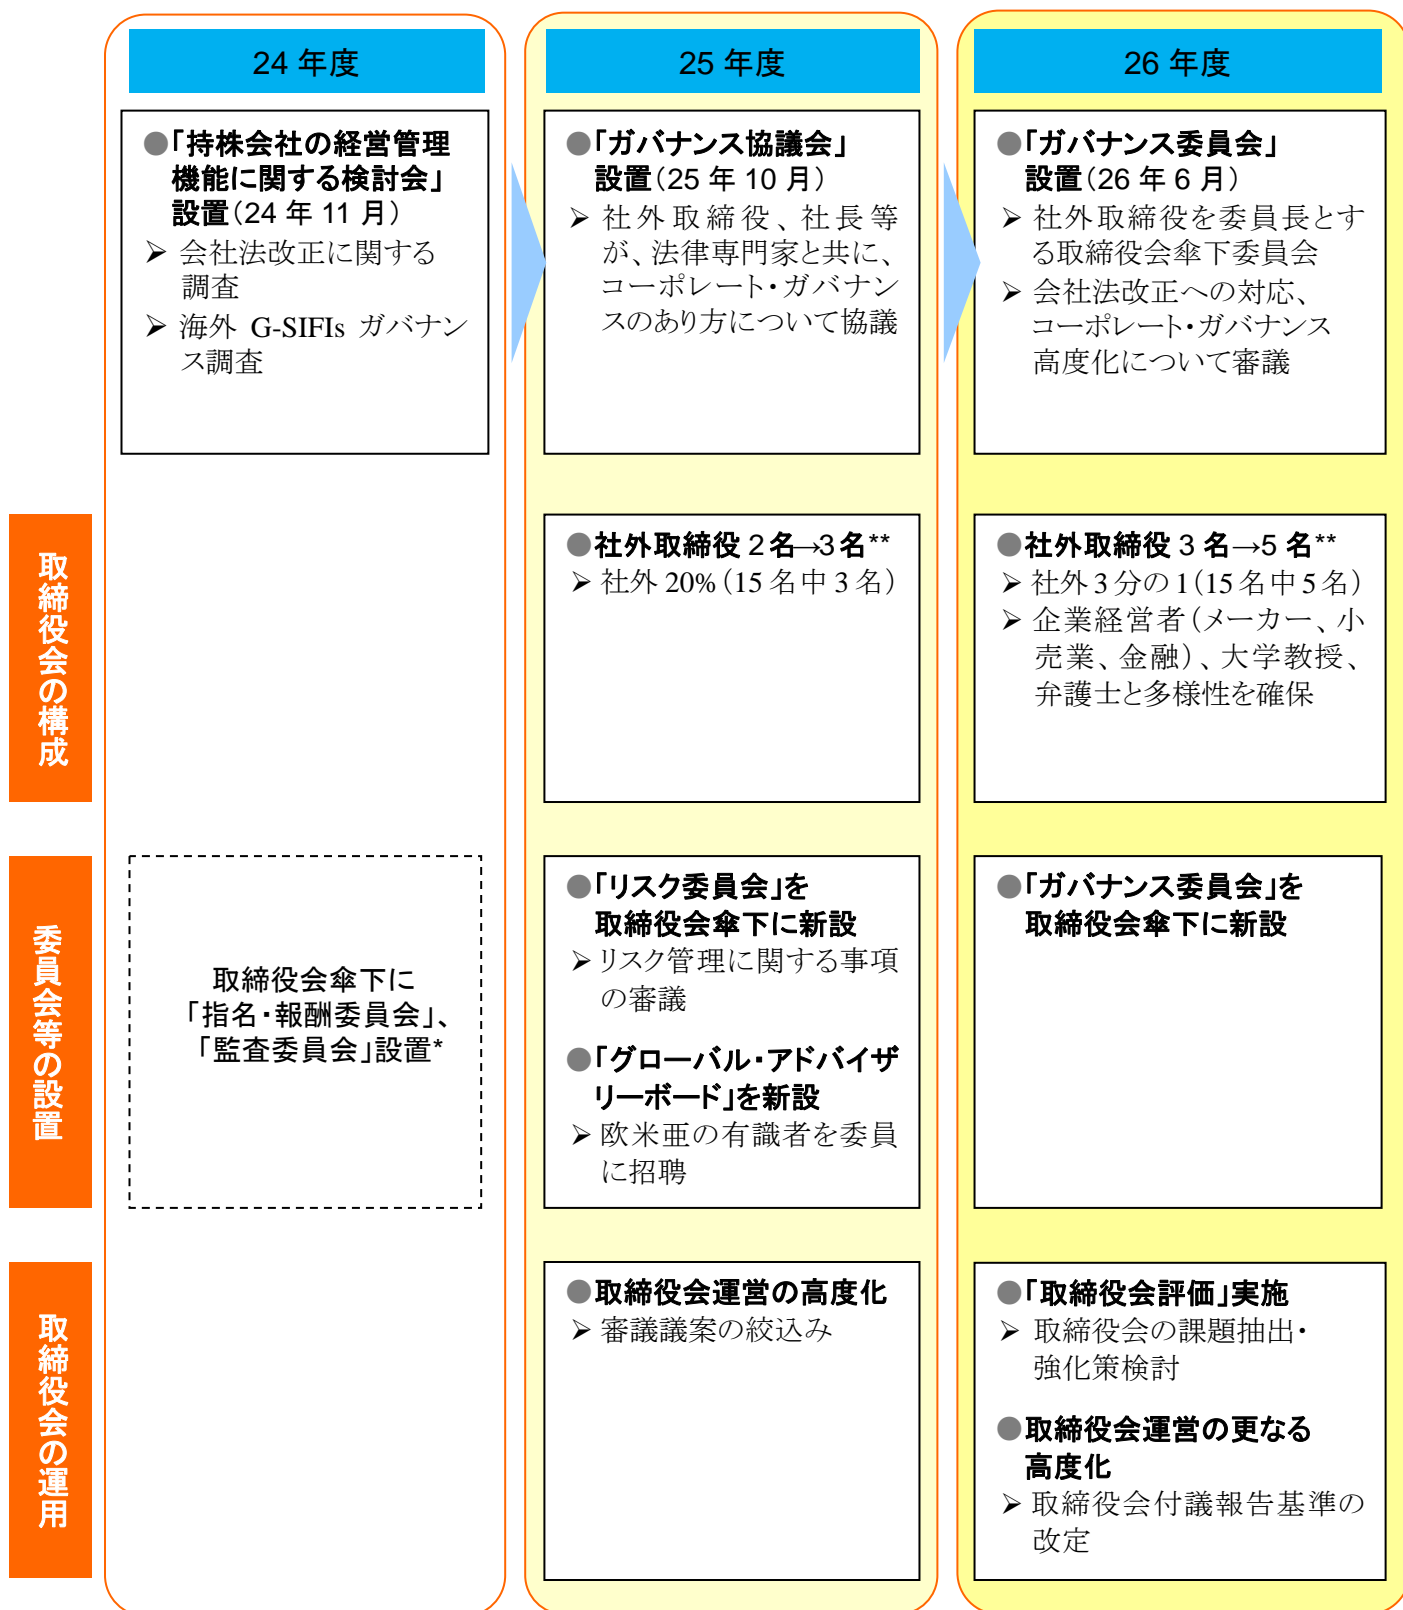 24 年度
25 年度
26 年度
●「持株会社の経営管理
機能に関する検討会」
設置（24 年 11 月）
➢ 会社法改正に関する
調査
➢ 海外 G-SIFIs ガバナン
ス調査
●「ガバナンス協議会」
設置（25 年 10 月）
➢ 社外取締役、社長等
が、法律専門家と共に、
コーポレート・ガバナン
スのあり方について協議
●「ガバナンス委員会」
設置（26 年 6 月）
➢ 社外取締役を委員長とす
る取締役会傘下委員会
➢ 会社法改正への対応、
コーポレート・ガバナンス
高度化について審議
取締役会の構成
●社外取締役 2 名→3 名**
➢ 社外 20%（15 名中 3 名）
●社外取締役 3 名→5 名**
➢ 社外 3 分の 1（15 名中 5 名）
➢ 企業経営者（メーカー、小
売業、金融）、大学教授、
弁護士と多様性を確保
委員会等の設置
取締役会傘下に
「指名・報酬委員会」、
「監査委員会」設置*
●「リスク委員会」を
取締役会傘下に新設
➢ リスク管理に関する事項
の審議
●「グローバル・アドバイザ
リーボード」を新設
➢ 欧米亜の有識者を委員
に招聘
●「ガバナンス委員会」を
取締役会傘下に新設
取締役会の運用
●取締役会運営の高度化
➢ 審議議案の絞込み
●「取締役会評価」実施
➢ 取締役会の課題抽出・
強化策検討
●取締役会運営の更なる
高度化
➢ 取締役会付議報告基準の
改定